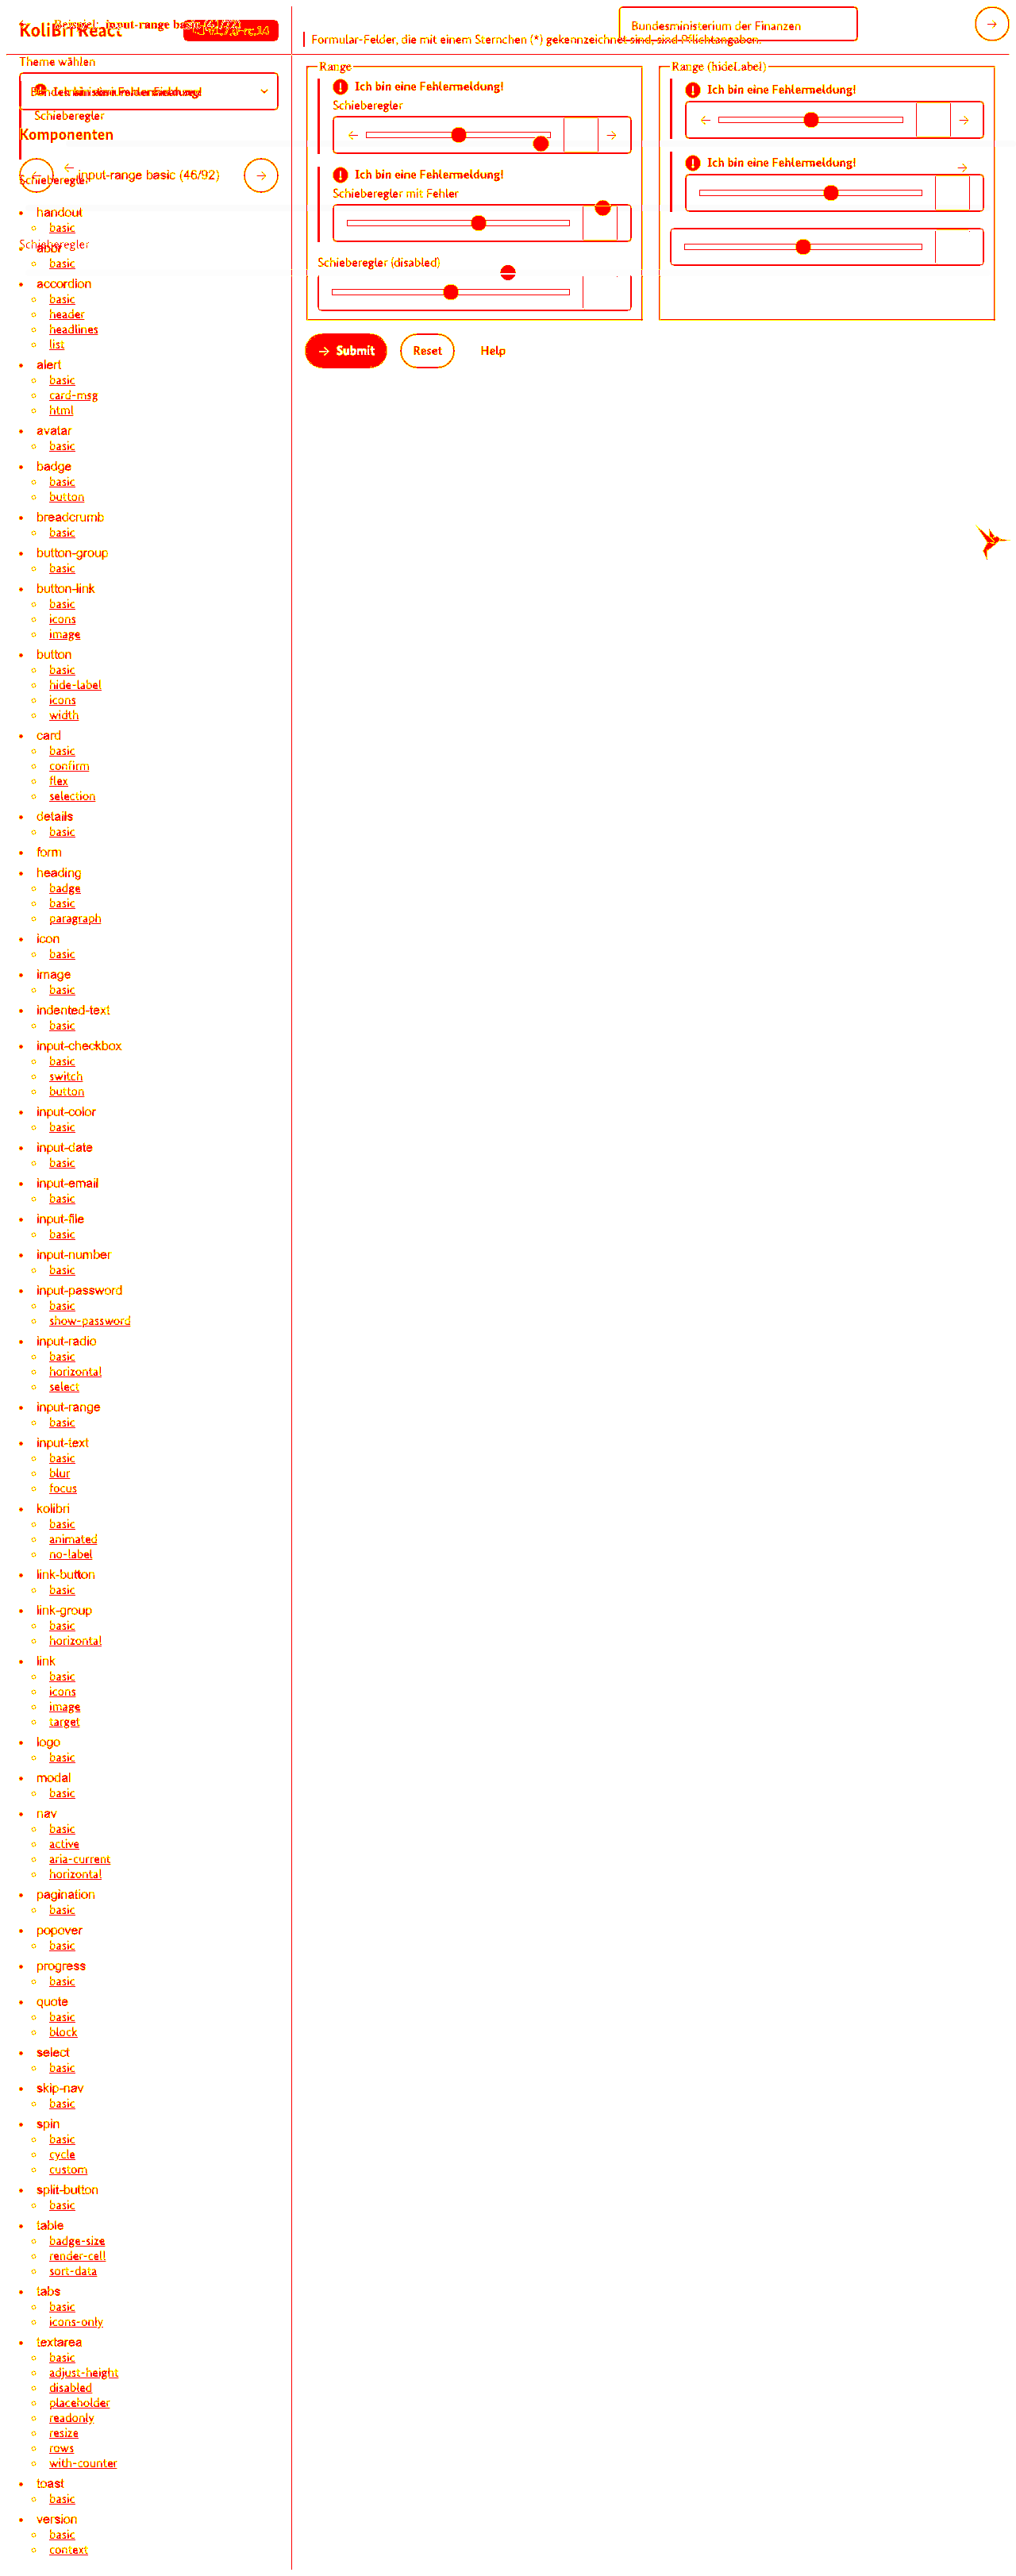 KoliBri React
Beispiel: input-range basic
Theme wählen
Ich bin eine Fehlermeldung!
Schieberegler
Komponenten
input-range basic (46/92)
Schieberegler
Schieberegler
handout
basic
abbr
basic
accordion
basic
header
headlines
list
alert
basic
card-msg
html
avatar
basic
badge
basic
button
breadcrumb
basic
button-group
basic
button-link
basic
icons
image
button
basic
hide-label
icons
width
card
basic
confirm
flex
selection
details
basic
form
heading
badge
basic
paragraph
icon
basic
image
basic
indented-text
basic
input-checkbox
basic
switch
button
input-color
basic
input-date
basic
input-email
basic
input-file
basic
input-number
basic
input-password
basic
show-password
input-radio
basic
horizontal
select
input-range
basic
input-text
basic
blur
focus
kolibri
basic
animated
no-label
link-button
basic
link-group
basic
horizontal
link
basic
icons
image
target
logo
basic
modal
basic
nav
basic
active
aria-current
horizontal
pagination
basic
popover
basic
progress
basic
quote
basic
block
select
basic
skip-nav
basic
spin
basic
cycle
custom
split-button
basic
table
badge-size
render-cell
sort-data
tabs
basic
icons-only
textarea
basic
adjust-height
disabled
placeholder
readonly
resize
rows
with-counter
toast
basic
version
basic
context
Bundesministerium der Finanzen
Formular-Felder, die mit einem Sternchen (*) gekennzeichnet sind, sind Pflichtangaben.
Range
Ich bin eine Fehlermeldung!
Schieberegler
Ich bin eine Fehlermeldung!
Schieberegler mit Fehler
Schieberegler (disabled)
Range (hideLabel)
Ich bin eine Fehlermeldung!
Ich bin eine Fehlermeldung!
Submit
Reset
Help